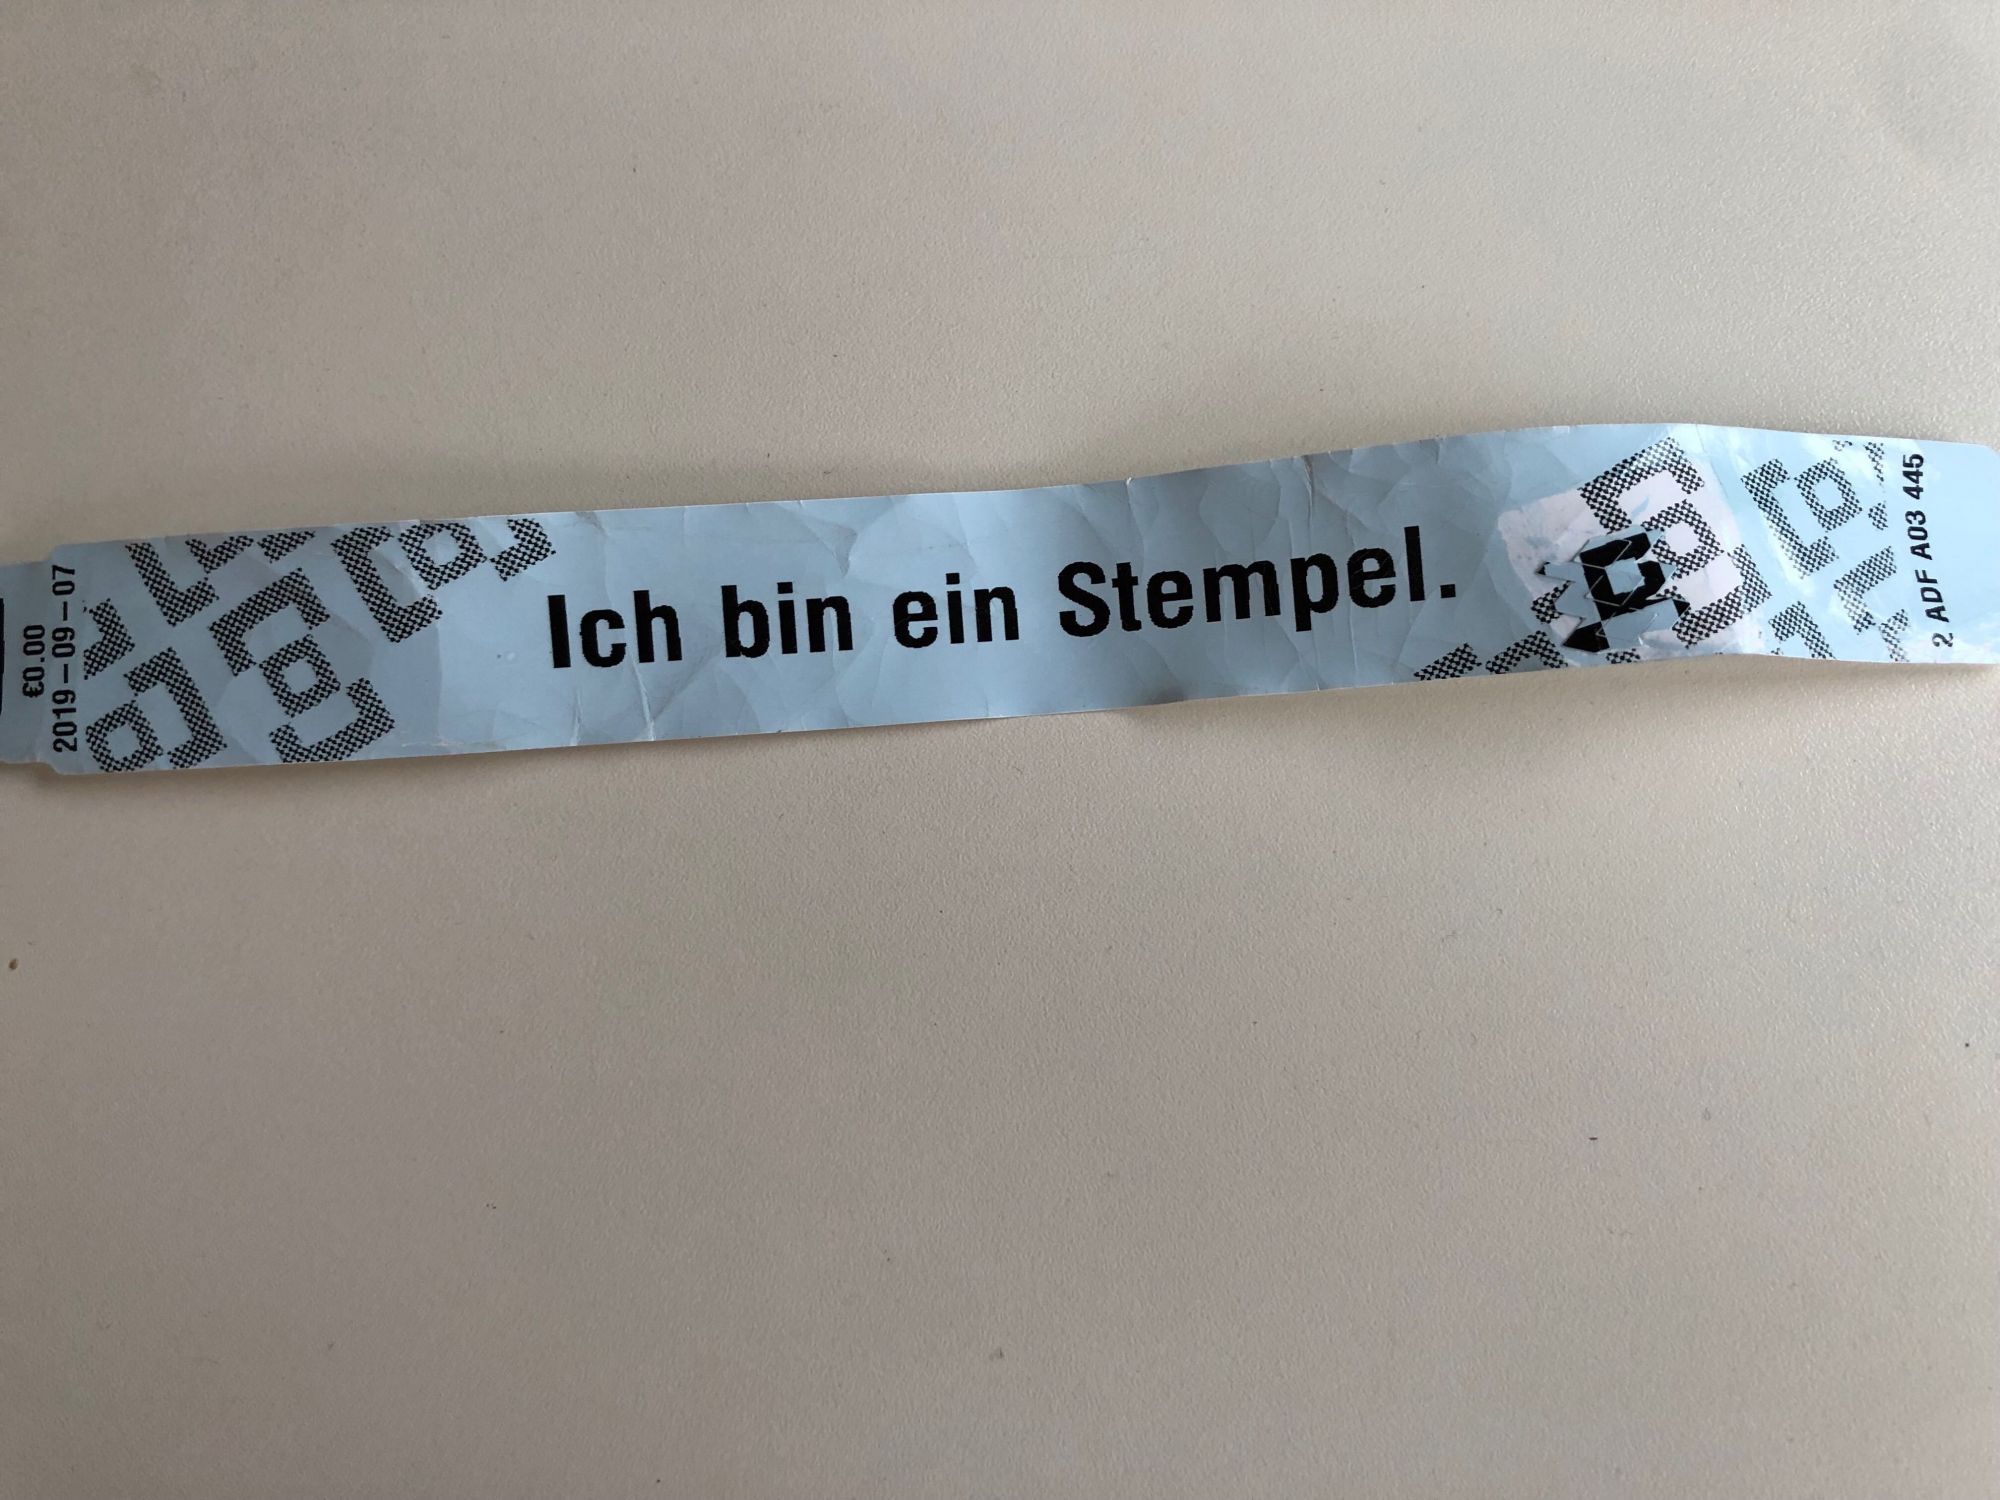 €0.00
2019-09-07
Ich bin ein Stempel.
2 ADF A03 445